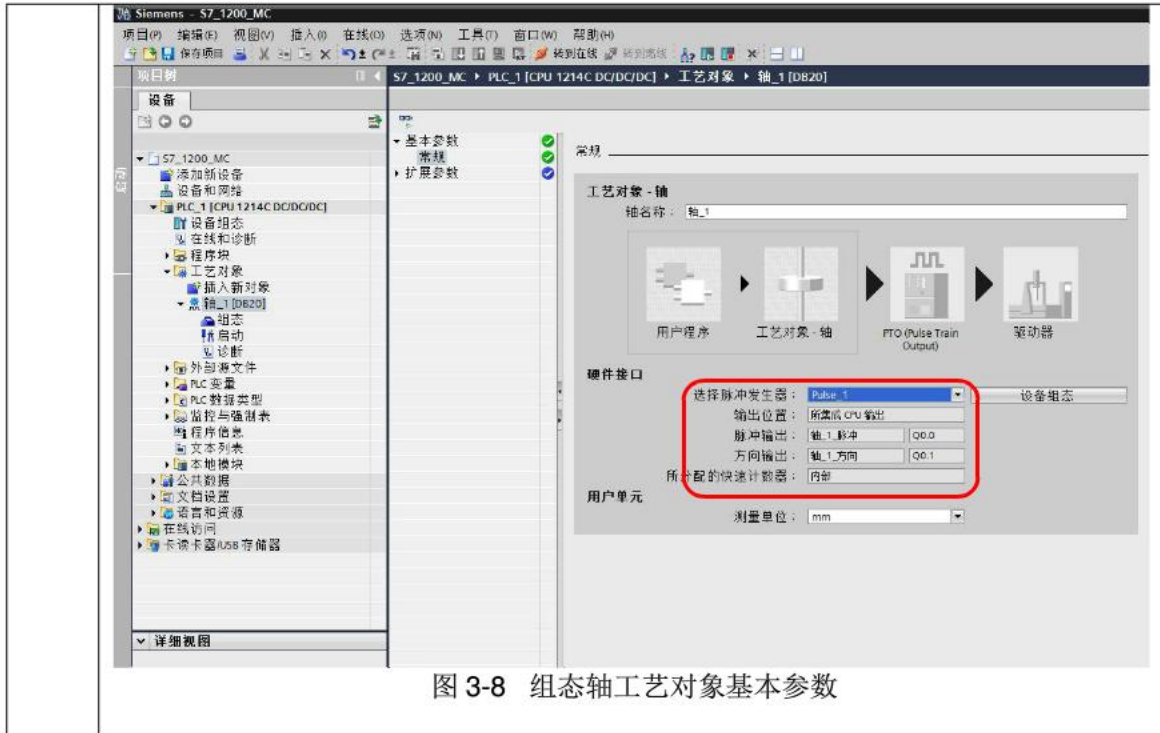 Siemens - S7_1200_MC
项目(P) 编辑(E) 视图(V) 插入(I) 在线(O) 选项(N) 工具(T) 窗口(W) 帮助(H)
保存项目 转到在线 转到离线
项目树
S7_1200_MC ▸ PLC_1 [CPU 1214C DC/DC/DC] ▸ 工艺对象 ▸ 轴_1 [DB20]
设备
启动
S7_1200_MC
添加新设备
设备和网络
PLC_1 [CPU 1214C DC/DC/DC]
设备组态
在线和诊断
程序块
工艺对象
插入新对象
轴_1 [DB20]
组态
启动
诊断
外部源文件
PLC 变量
PLC 数据类型
监控与强制表
程序信息
文本列表
本地模块
公共数据
文档设置
语言和资源
在线访问
卡读卡器/USB 存储器
详细视图
基本参数
常规
扩展参数
常规
工艺对象 - 轴
轴名称： 轴_1
用户程序 工艺对象 - 轴 PTO (Pulse Train Output) 驱动器
硬件接口
选择脉冲发生器： Pulse_1 设备组态
输出位置： 所集成 CPU 输出
脉冲输出： 轴_1_脉冲 Q0.0
方向输出： 轴_1_方向 Q0.1
所分配的快速计数器： 内部
用户单元
测量单位： mm
图 3-8 组态轴工艺对象基本参数